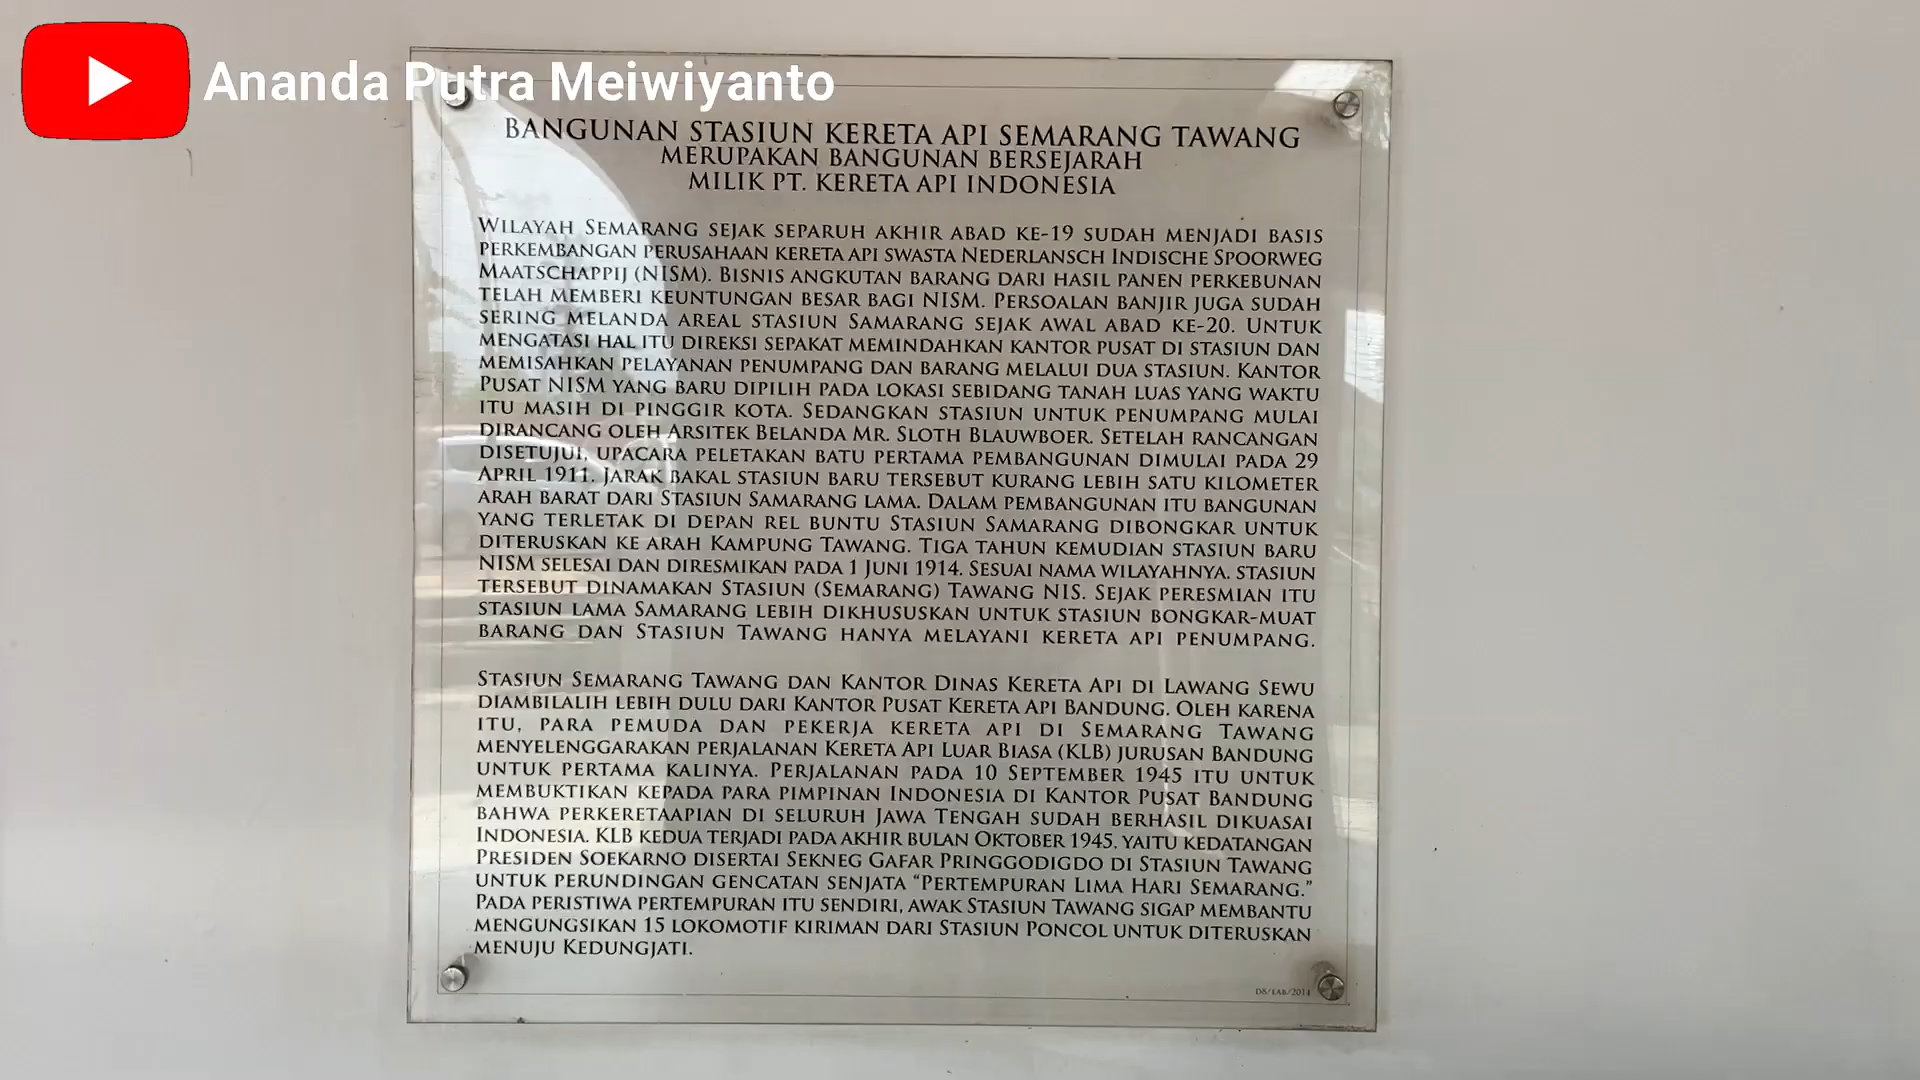 Ananda Putra Meiwiyanto
BANGUNAN STASIUN KERETA API SEMARANG TAWANG
MERUPAKAN BANGUNAN BERSEJARAH
MILIK PT. KERETA API INDONESIA
WILAYAH SEMARANG SEJAK SEPARUH AKHIR ABAD KE-19 SUDAH MENJADI BASIS
PERKEMBANGAN PERUSAHAAN KERETA API SWASTA NEDERLANSCH INDISCHE SPOORWEG
MAATSCHAPPIJ (NISM). BISNIS ANGKUTAN BARANG DARI HASIL PANEN PERKEBUNAN
TELAH MEMBERI KEUNTUNGAN BESAR BAGI NISM. PERSOALAN BANJIR JUGA SUDAH
SERING MELANDA AREAL STASIUN SAMARANG SEJAK AWAL ABAD KE-20. UNTUK
MENGATASI HAL ITU DIREKSI SEPAKAT MEMINDAHKAN KANTOR PUSAT DI STASIUN DAN
MEMISAHKAN PELAYANAN PENUMPANG DAN BARANG MELALUI DUA STASIUN. KANTOR
PUSAT NISM YANG BARU DIPILIH PADA LOKASI SEBIDANG TANAH LUAS YANG WAKTU
ITU MASIH DI PINGGIR KOTA. SEDANGKAN STASIUN UNTUK PENUMPANG MULAI
DIRANCANG OLEH ARSITEK BELANDA MR. SLOTH BLAUWBOER. SETELAH RANCANGAN
DISETUJUI, UPACARA PELETAKAN BATU PERTAMA PEMBANGUNAN DIMULAI PADA 29
APRIL 1911. JARAK BAKAL STASIUN BARU TERSEBUT KURANG LEBIH SATU KILOMETER
ARAH BARAT DARI STASIUN SAMARANG LAMA. DALAM PEMBANGUNAN ITU BANGUNAN
YANG TERLETAK DI DEPAN REL BUNTU STASIUN SAMARANG DIBONGKAR UNTUK
DITERUSKAN KE ARAH KAMPUNG TAWANG. TIGA TAHUN KEMUDIAN STASIUN BARU
NISM SELESAI DAN DIRESMIKAN PADA 1 JUNI 1914. SESUAI NAMA WILAYAHNYA. STASIUN
TERSEBUT DINAMAKAN STASIUN (SEMARANG) TAWANG NIS. SEJAK PERESMIAN ITU
STASIUN LAMA SAMARANG LEBIH DIKHUSUSKAN UNTUK STASIUN BONGKAR-MUAT
BARANG DAN STASIUN TAWANG HANYA MELAYANI KERETA API PENUMPANG.
STASIUN SEMARANG TAWANG DAN KANTOR DINAS KERETA API DI LAWANG SEWU
DIAMBILALIH LEBIH DULU DARI KANTOR PUSAT KERETA API BANDUNG. OLEH KARENA
ITU, PARA PEMUDA DAN PEKERJA KERETA API DI SEMARANG TAWANG
MENYELENGGARAKAN PERJALANAN KERETA API LUAR BIASA (KLB) JURUSAN BANDUNG
UNTUK PERTAMA KALINYA. PERJALANAN PADA 10 SEPTEMBER 1945 ITU UNTUK
MEMBUKTIKAN KEPADA PARA PIMPINAN INDONESIA DI KANTOR PUSAT BANDUNG
BAHWA PERKERETAAPIAN DI SELURUH JAWA TENGAH SUDAH BERHASIL DIKUASAI
INDONESIA. KLB KEDUA TERJADI PADA AKHIR BULAN OKTOBER 1945, YAITU KEDATANGAN
PRESIDEN SOEKARNO DISERTAI SEKNEG GAFAR PRINGGODIGDO DI STASIUN TAWANG
UNTUK PERUNDINGAN GENCATAN SENJATA “PERTEMPURAN LIMA HARI SEMARANG.”
PADA PERISTIWA PERTEMPURAN ITU SENDIRI, AWAK STASIUN TAWANG SIGAP MEMBANTU
MENGUNGSIKAN 15 LOKOMOTIF KIRIMAN DARI STASIUN PONCOL UNTUK DITERUSKAN
MENUJU KEDUNGJATI.